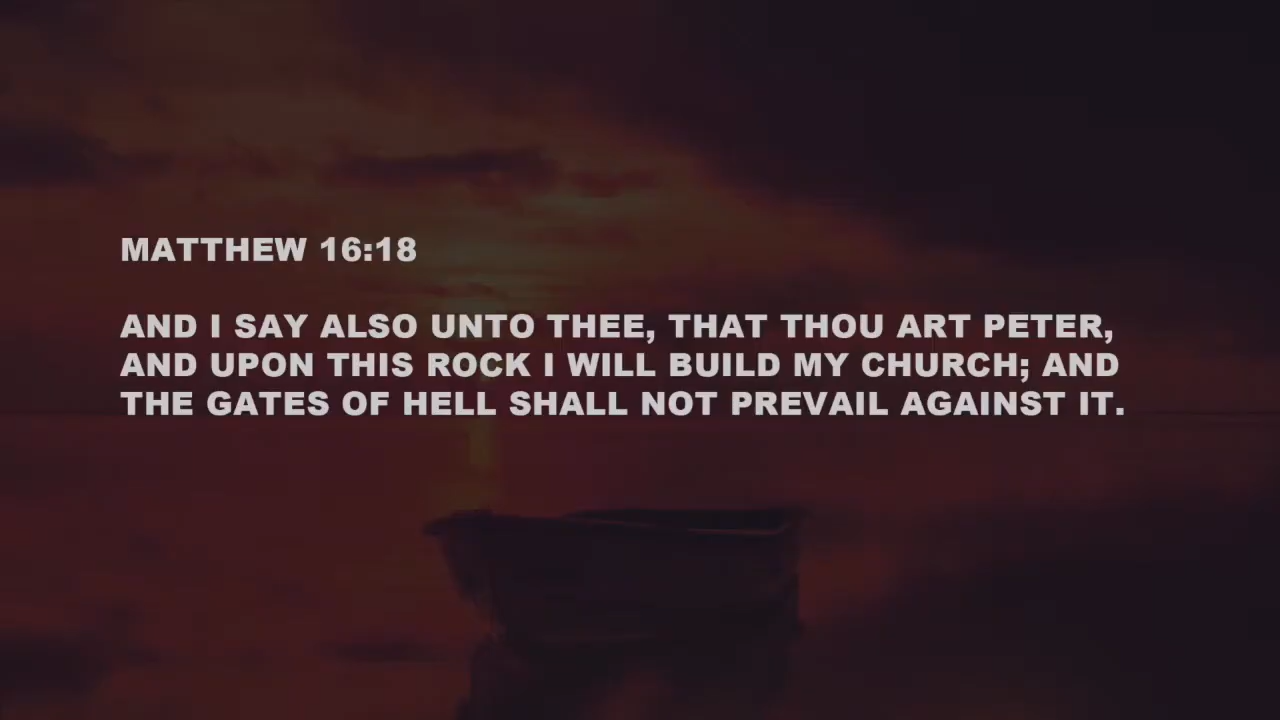 MATTHEW 16:18
AND I SAY ALSO UNTO THEE, THAT THOU ART PETER,
AND UPON THIS ROCK I WILL BUILD MY CHURCH; AND
THE GATES OF HELL SHALL NOT PREVAIL AGAINST IT.